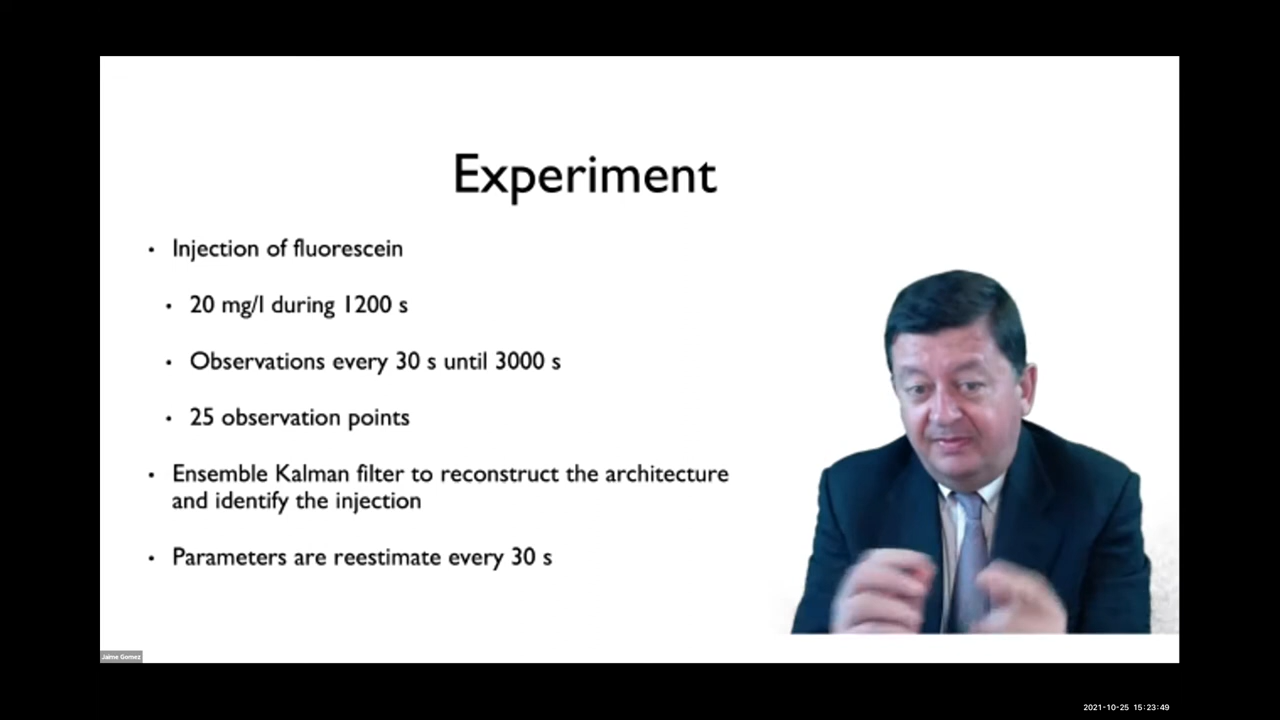 Experiment
• Injection of fluorescein
• 20 mg/l during 1200 s
• Observations every 30 s until 3000 s
• 25 observation points
• Ensemble Kalman filter to reconstruct the architecture
and identify the injection
• Parameters are reestimate every 30 s
Jaime Gomez
2021-10-25 15:23:49